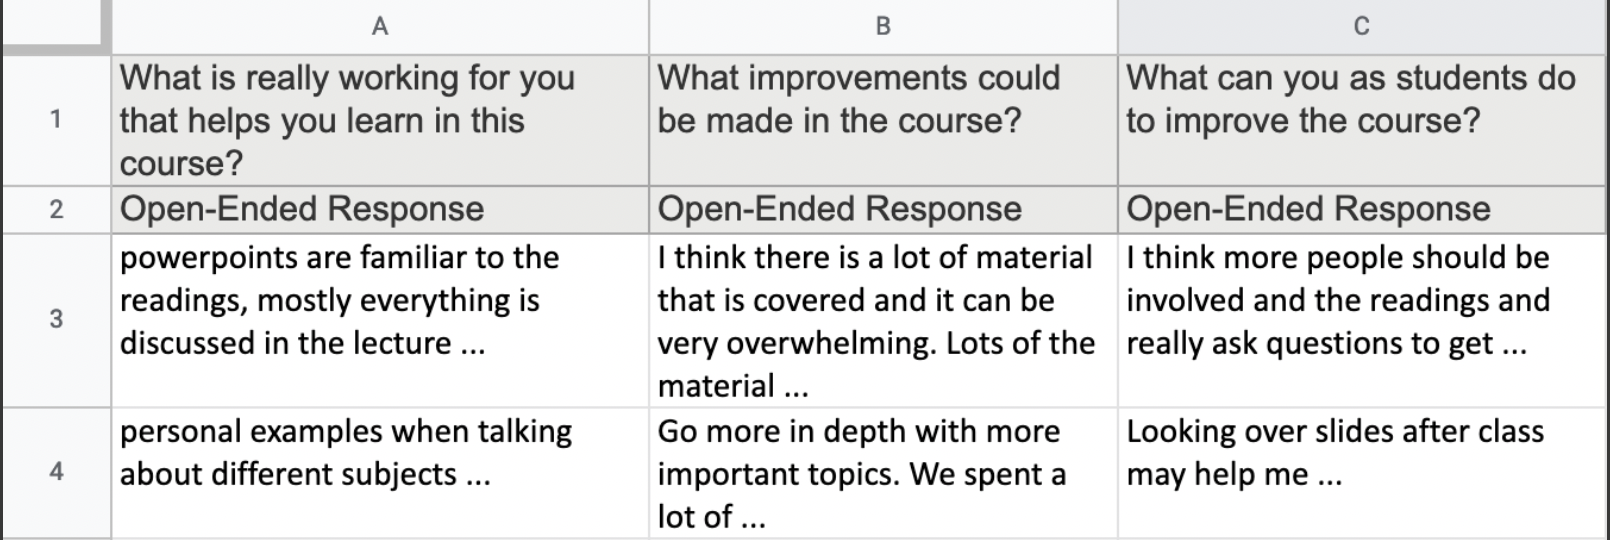 A B C
1 What is really working for you that helps you learn in this course? What improvements could be made in the course? What can you as students do to improve the course?
2 Open-Ended Response Open-Ended Response Open-Ended Response
3 powerpoints are familiar to the readings, mostly everything is discussed in the lecture ... I think there is a lot of material that is covered and it can be very overwhelming. Lots of the material ... I think more people should be involved and the readings and really ask questions to get ...
4 personal examples when talking about different subjects ... Go more in depth with more important topics. We spent a lot of ... Looking over slides after class may help me ...